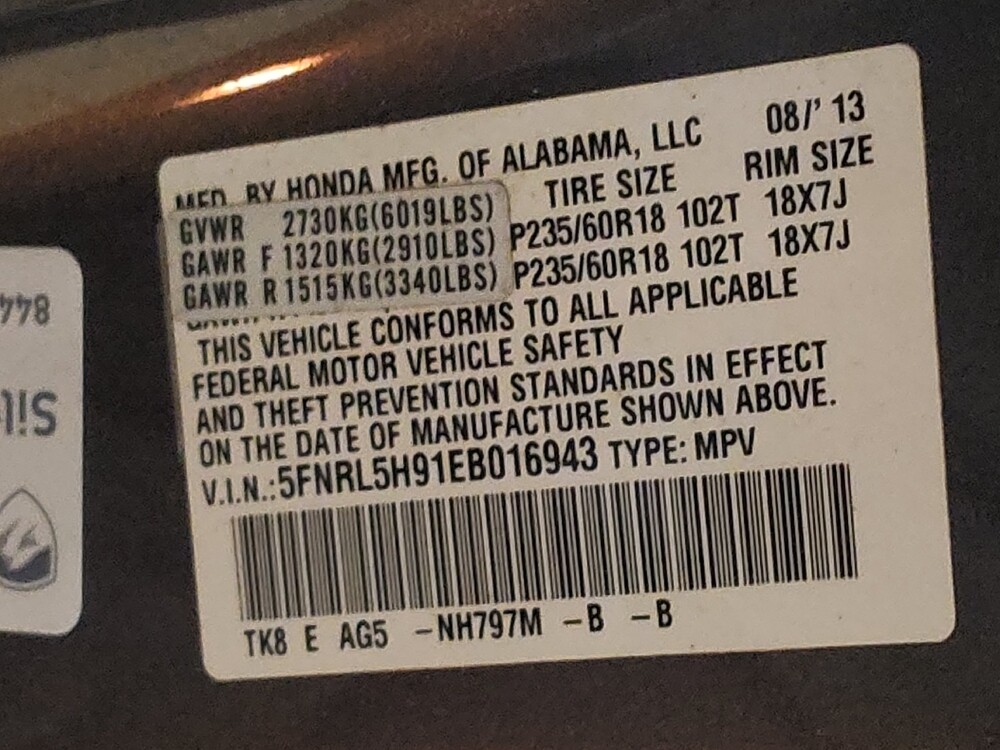 MFD. BY HONDA MFG. OF ALABAMA, LLC 08/' 13
TIRE SIZE RIM SIZE
GVWR 2730KG(6019LBS)
GAWR F 1320KG(2910LBS) P235/60R18 102T 18X7J
GAWR R 1515KG(3340LBS) P235/60R18 102T 18X7J
THIS VEHICLE CONFORMS TO ALL APPLICABLE
FEDERAL MOTOR VEHICLE SAFETY
AND THEFT PREVENTION STANDARDS IN EFFECT
ON THE DATE OF MANUFACTURE SHOWN ABOVE.
V.I.N.:5FNRL5H91EB016943 TYPE: MPV
TK8 E AG5 -NH797M -B -B
844